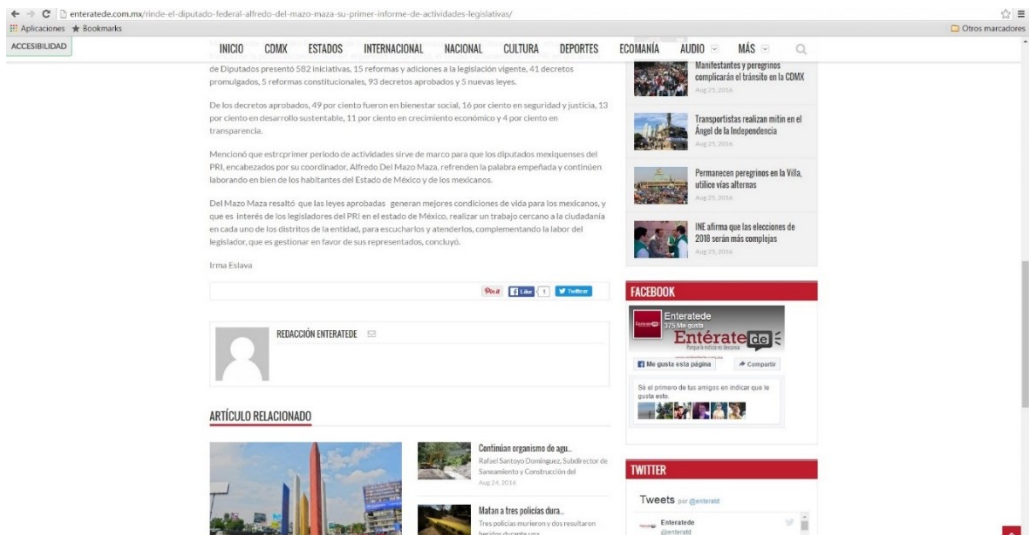 enteratede.com.mx/rinde-el-diputado-federal-alfredo-del-mazo-maza-su-primer-informe-de-actividades-legislativas/
Aplicaciones Bookmarks Otros marcadores
ACCESIBILIDAD
INICIO CDMX ESTADOS INTERNACIONAL NACIONAL CULTURA DEPORTES ECOMANÍA AUDIO MÁS
de Diputados presentó 582 iniciativas, 15 reformas y adiciones a la legislación vigente, 41 decretos
promulgados, 5 reformas constitucionales, 93 decretos aprobados y 5 nuevas leyes.
De los decretos aprobados, 49 por ciento fueron en bienestar social, 16 por ciento en seguridad y justicia, 13
por ciento en desarrollo sustentable, 11 por ciento en crecimiento económico y 4 por ciento en
transparencia.
Mencionó que estrcprimer periodo de actividades sirve de marco para que los diputados mexiquenses del
PRI, encabezados por su coordinador, Alfredo Del Mazo Maza, refrenden la palabra empeñada y continúen
laborando en bien de los habitantes del Estado de México y de los mexicanos.
Del Mazo Maza resaltó que las leyes aprobadas generan mejores condiciones de vida para los mexicanos, y
que es interés de los legisladores del PRI en el estado de México, realizar un trabajo cercano a la ciudadanía
en cada uno de los distritos de la entidad, para escucharlos y atenderlos, complementando la labor del
legislador, que es gestionar en favor de sus representados, concluyó.
Irma Eslava
Pin it Like 1 Twittear
REDACCIÓN ENTERATEDE
ARTÍCULO RELACIONADO
Continúan organismo de agu...
Rafael Santoyo Domínguez, Subdirector de
Saneamiento y Construcción del
Aug 24, 2016
Matan a tres policías dura...
Tres policías murieron y dos resultaron
heridos durante una
Manifestantes y peregrinos
complicarán el tránsito en la CDMX
Aug 25, 2016
Transportistas realizan mitin en el
Ángel de la Independencia
Aug 25, 2016
Permanecen peregrinos en la Villa,
utilice vías alternas
Aug 25, 2016
INE afirma que las elecciones de
2018 serán más complejas
Aug 25, 2016
FACEBOOK
Enteratede
375 Me gusta
Entérate de
Me gusta esta página Compartir
Sé el primero de tus amigos en indicar que le
gusta esto.
TWITTER
Tweets por @enteratd
Enteratede
@enteratd